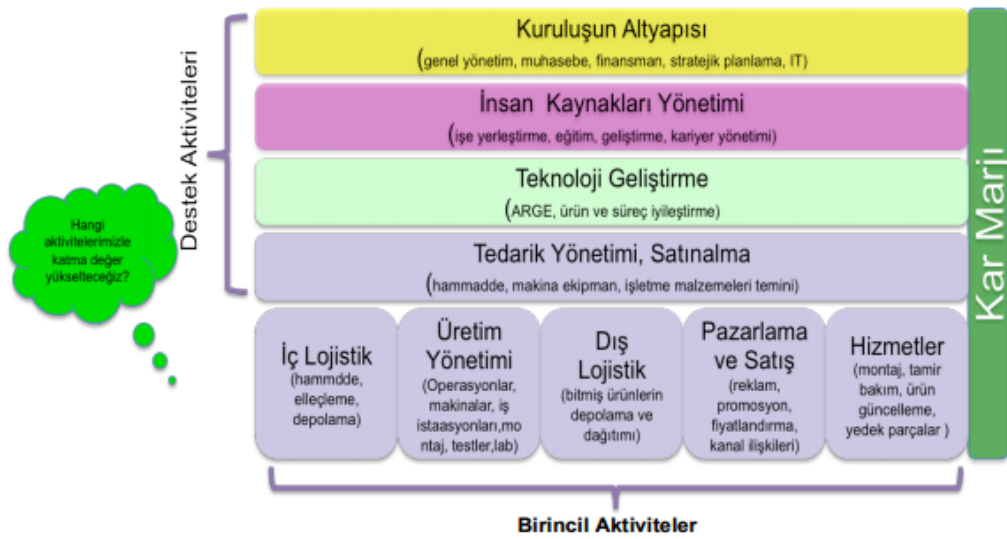 Kuruluşun Altyapısı
(genel yönetim, muhasebe, finansman, stratejik planlama, IT)
İnsan Kaynakları Yönetimi
(işe yerleştirme, eğitim, geliştirme, kariyer yönetimi)
Teknoloji Geliştirme
(ARGE, ürün ve süreç iyileştirme)
Tedarik Yönetimi, Satınalma
(hammadde, makina ekipman, işletme malzemeleri temini)
Destek Aktiviteleri
Hangi
aktivitelerimizle
katma değer
yükselteceğiz?
İç Lojistik
(hammdde,
elleçleme,
depolama)
Üretim
Yönetimi
(Operasyonlar,
makinalar, iş
istaasyonları,mo
ntaj, testler,lab)
Dış
Lojistik
(bitmiş ürünlerin
depolama ve
dağıtımı)
Pazarlama
ve Satış
(reklam,
promosyon,
fiyatlandırma,
kanal ilişkileri)
Hizmetler
(montaj, tamir
bakım, ürün
güncelleme,
yedek parçalar )
Kar Marjı
Birincil Aktiviteler